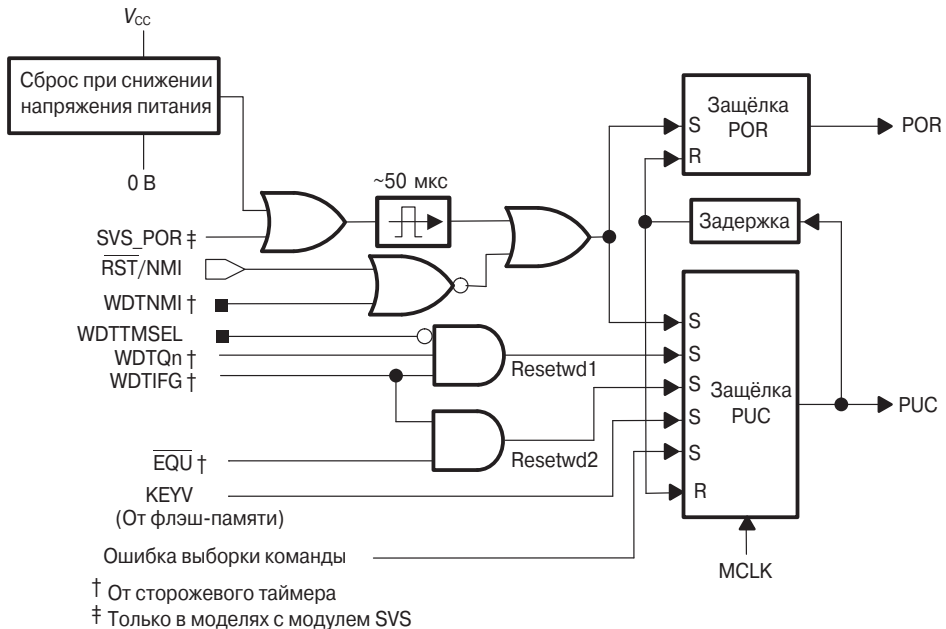 VCC
Сброс при снижении
напряжения питания
0 В
~50 мкс
SVS_POR ‡
RST/NMI
WDTNMI †
WDTTMSEL
WDTQn †
WDTIFG †
EQU †
KEYV
(От флэш-памяти)
Ошибка выборки команды
Resetwd1
Resetwd2
S
R
Защёлка
POR
POR
Задержка
S
S
S
S
S
R
Защёлка
PUC
PUC
MCLK
† От сторожевого таймера
‡ Только в моделях с модулем SVS